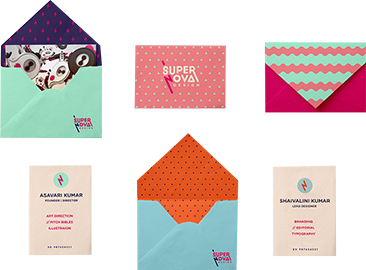 SUPER
NOVA
DESIGN
SUPER
NOVA
DESIGN
ASAVARI KUMAR
FOUNDER | DIRECTOR
ART DIRECTION
// PITCH BIBLES
ILLUSTRATION
SUPER
NOVA
DESIGN
SHAIVALINI KUMAR
LEAD DESIGNER
BRANDING
// EDITORIAL
TYPOGRAPHY